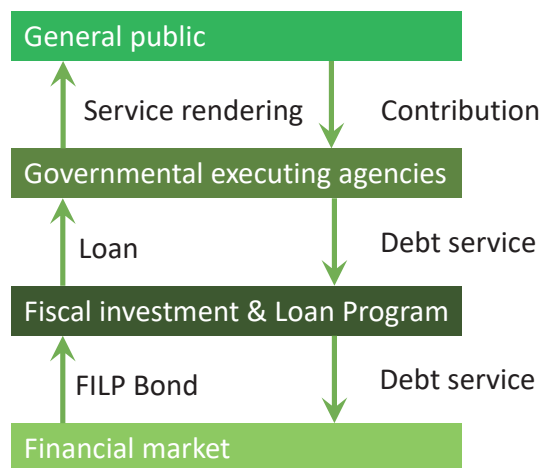 General public
Service rendering
Contribution
Governmental executing agencies
Loan
Debt service
Fiscal investment & Loan Program
FILP Bond
Debt service
Financial market